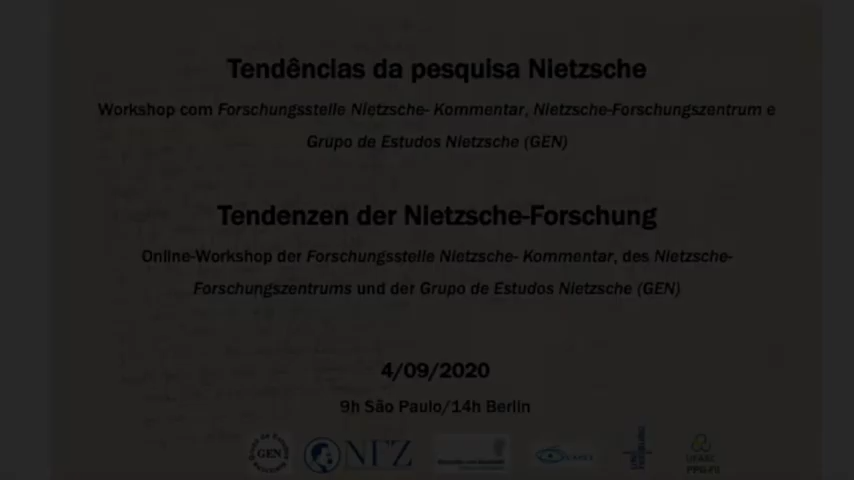 Tendências da pesquisa Nietzsche
Workshop com Forschungsstelle Nietzsche- Kommentar, Nietzsche-Forschungszentrum e
Grupo de Estudos Nietzsche (GEN)
Tendenzen der Nietzsche-Forschung
Online-Workshop der Forschungsstelle Nietzsche- Kommentar, des Nietzsche-
Forschungszentrums und der Grupo de Estudos Nietzsche (GEN)
4/09/2020
9h São Paulo/14h Berlin
GEN
NFZ